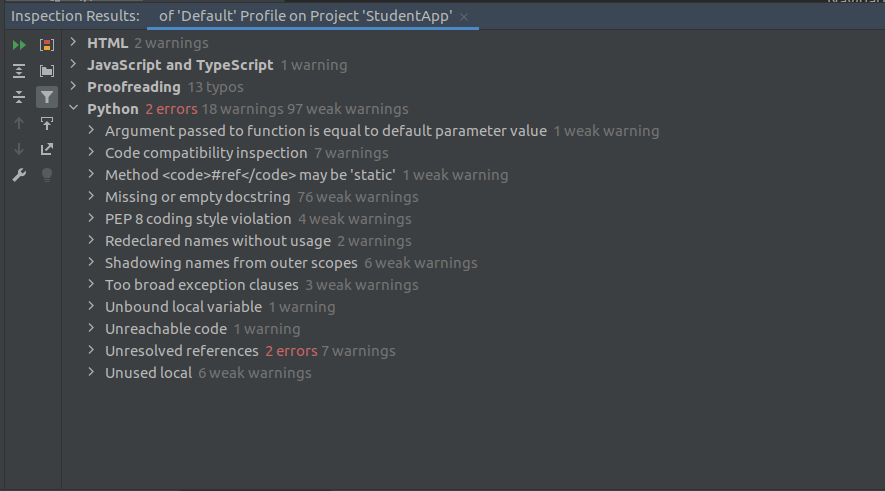 Inspection Results: of 'Default' Profile on Project 'StudentApp' ×
HTML 2 warnings
JavaScript and TypeScript 1 warning
Proofreading 13 typos
Python 2 errors 18 warnings 97 weak warnings
Argument passed to function is equal to default parameter value 1 weak warning
Code compatibility inspection 7 warnings
Method <code>#ref</code> may be 'static' 1 weak warning
Missing or empty docstring 76 weak warnings
PEP 8 coding style violation 4 weak warnings
Redeclared names without usage 2 warnings
Shadowing names from outer scopes 6 weak warnings
Too broad exception clauses 3 weak warnings
Unbound local variable 1 warning
Unreachable code 1 warning
Unresolved references 2 errors 7 warnings
Unused local 6 weak warnings